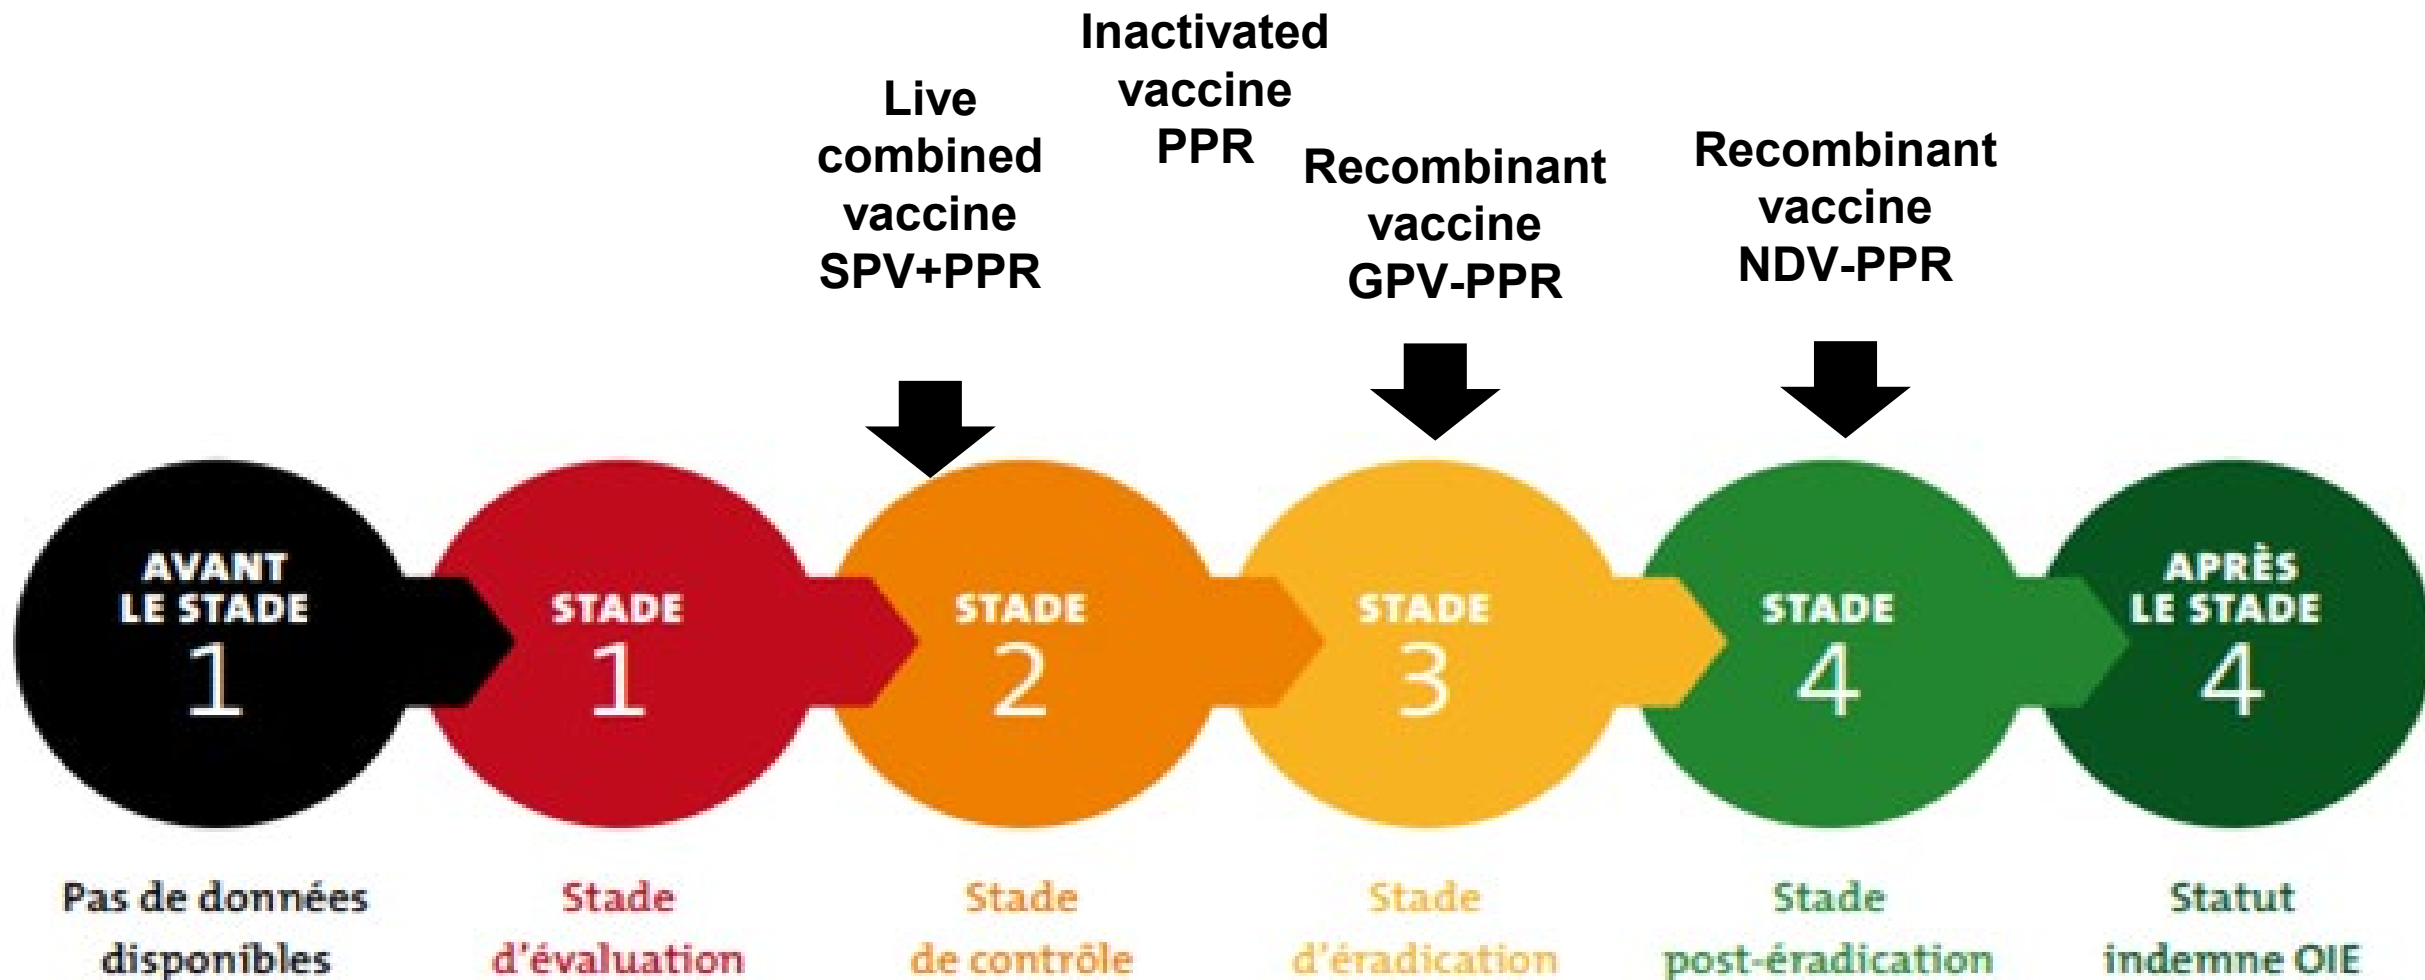 Inactivated
vaccine
PPR
Live
combined
vaccine
SPV+PPR
Recombinant
vaccine
GPV-PPR
Recombinant
vaccine
NDV-PPR
AVANT
LE STADE
1
STADE
1
STADE
2
STADE
3
STADE
4
APRÈS
LE STADE
4
Pas de données
disponibles
Stade
d'évaluation
Stade
de contrôle
Stade
d'éradication
Stade
post-éradication
Statut
indemne OIE